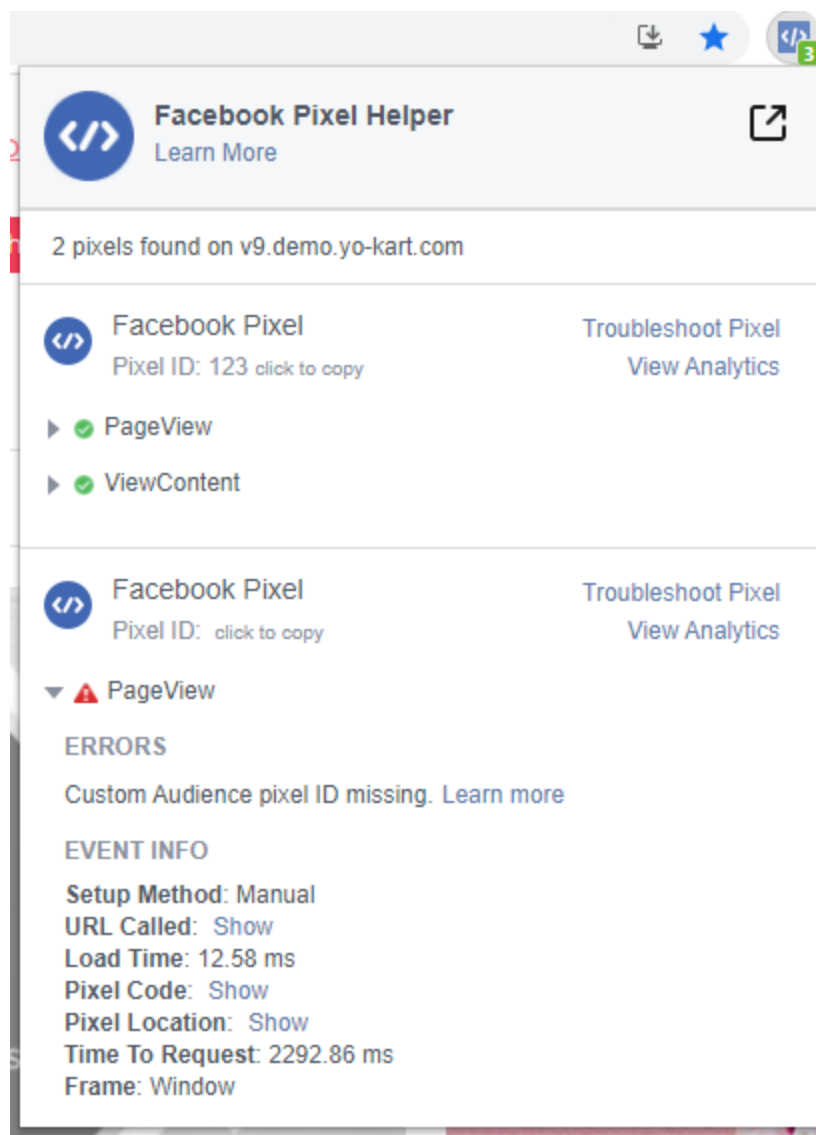 </> 3
Facebook Pixel Helper
Learn More
2 pixels found on v9.demo.yo-kart.com
Facebook Pixel
Troubleshoot Pixel
Pixel ID: 123 click to copy
View Analytics
PageView
ViewContent
Facebook Pixel
Troubleshoot Pixel
Pixel ID: click to copy
View Analytics
PageView
ERRORS
Custom Audience pixel ID missing. Learn more
EVENT INFO
Setup Method: Manual
URL Called: Show
Load Time: 12.58 ms
Pixel Code: Show
Pixel Location: Show
Time To Request: 2292.86 ms
Frame: Window